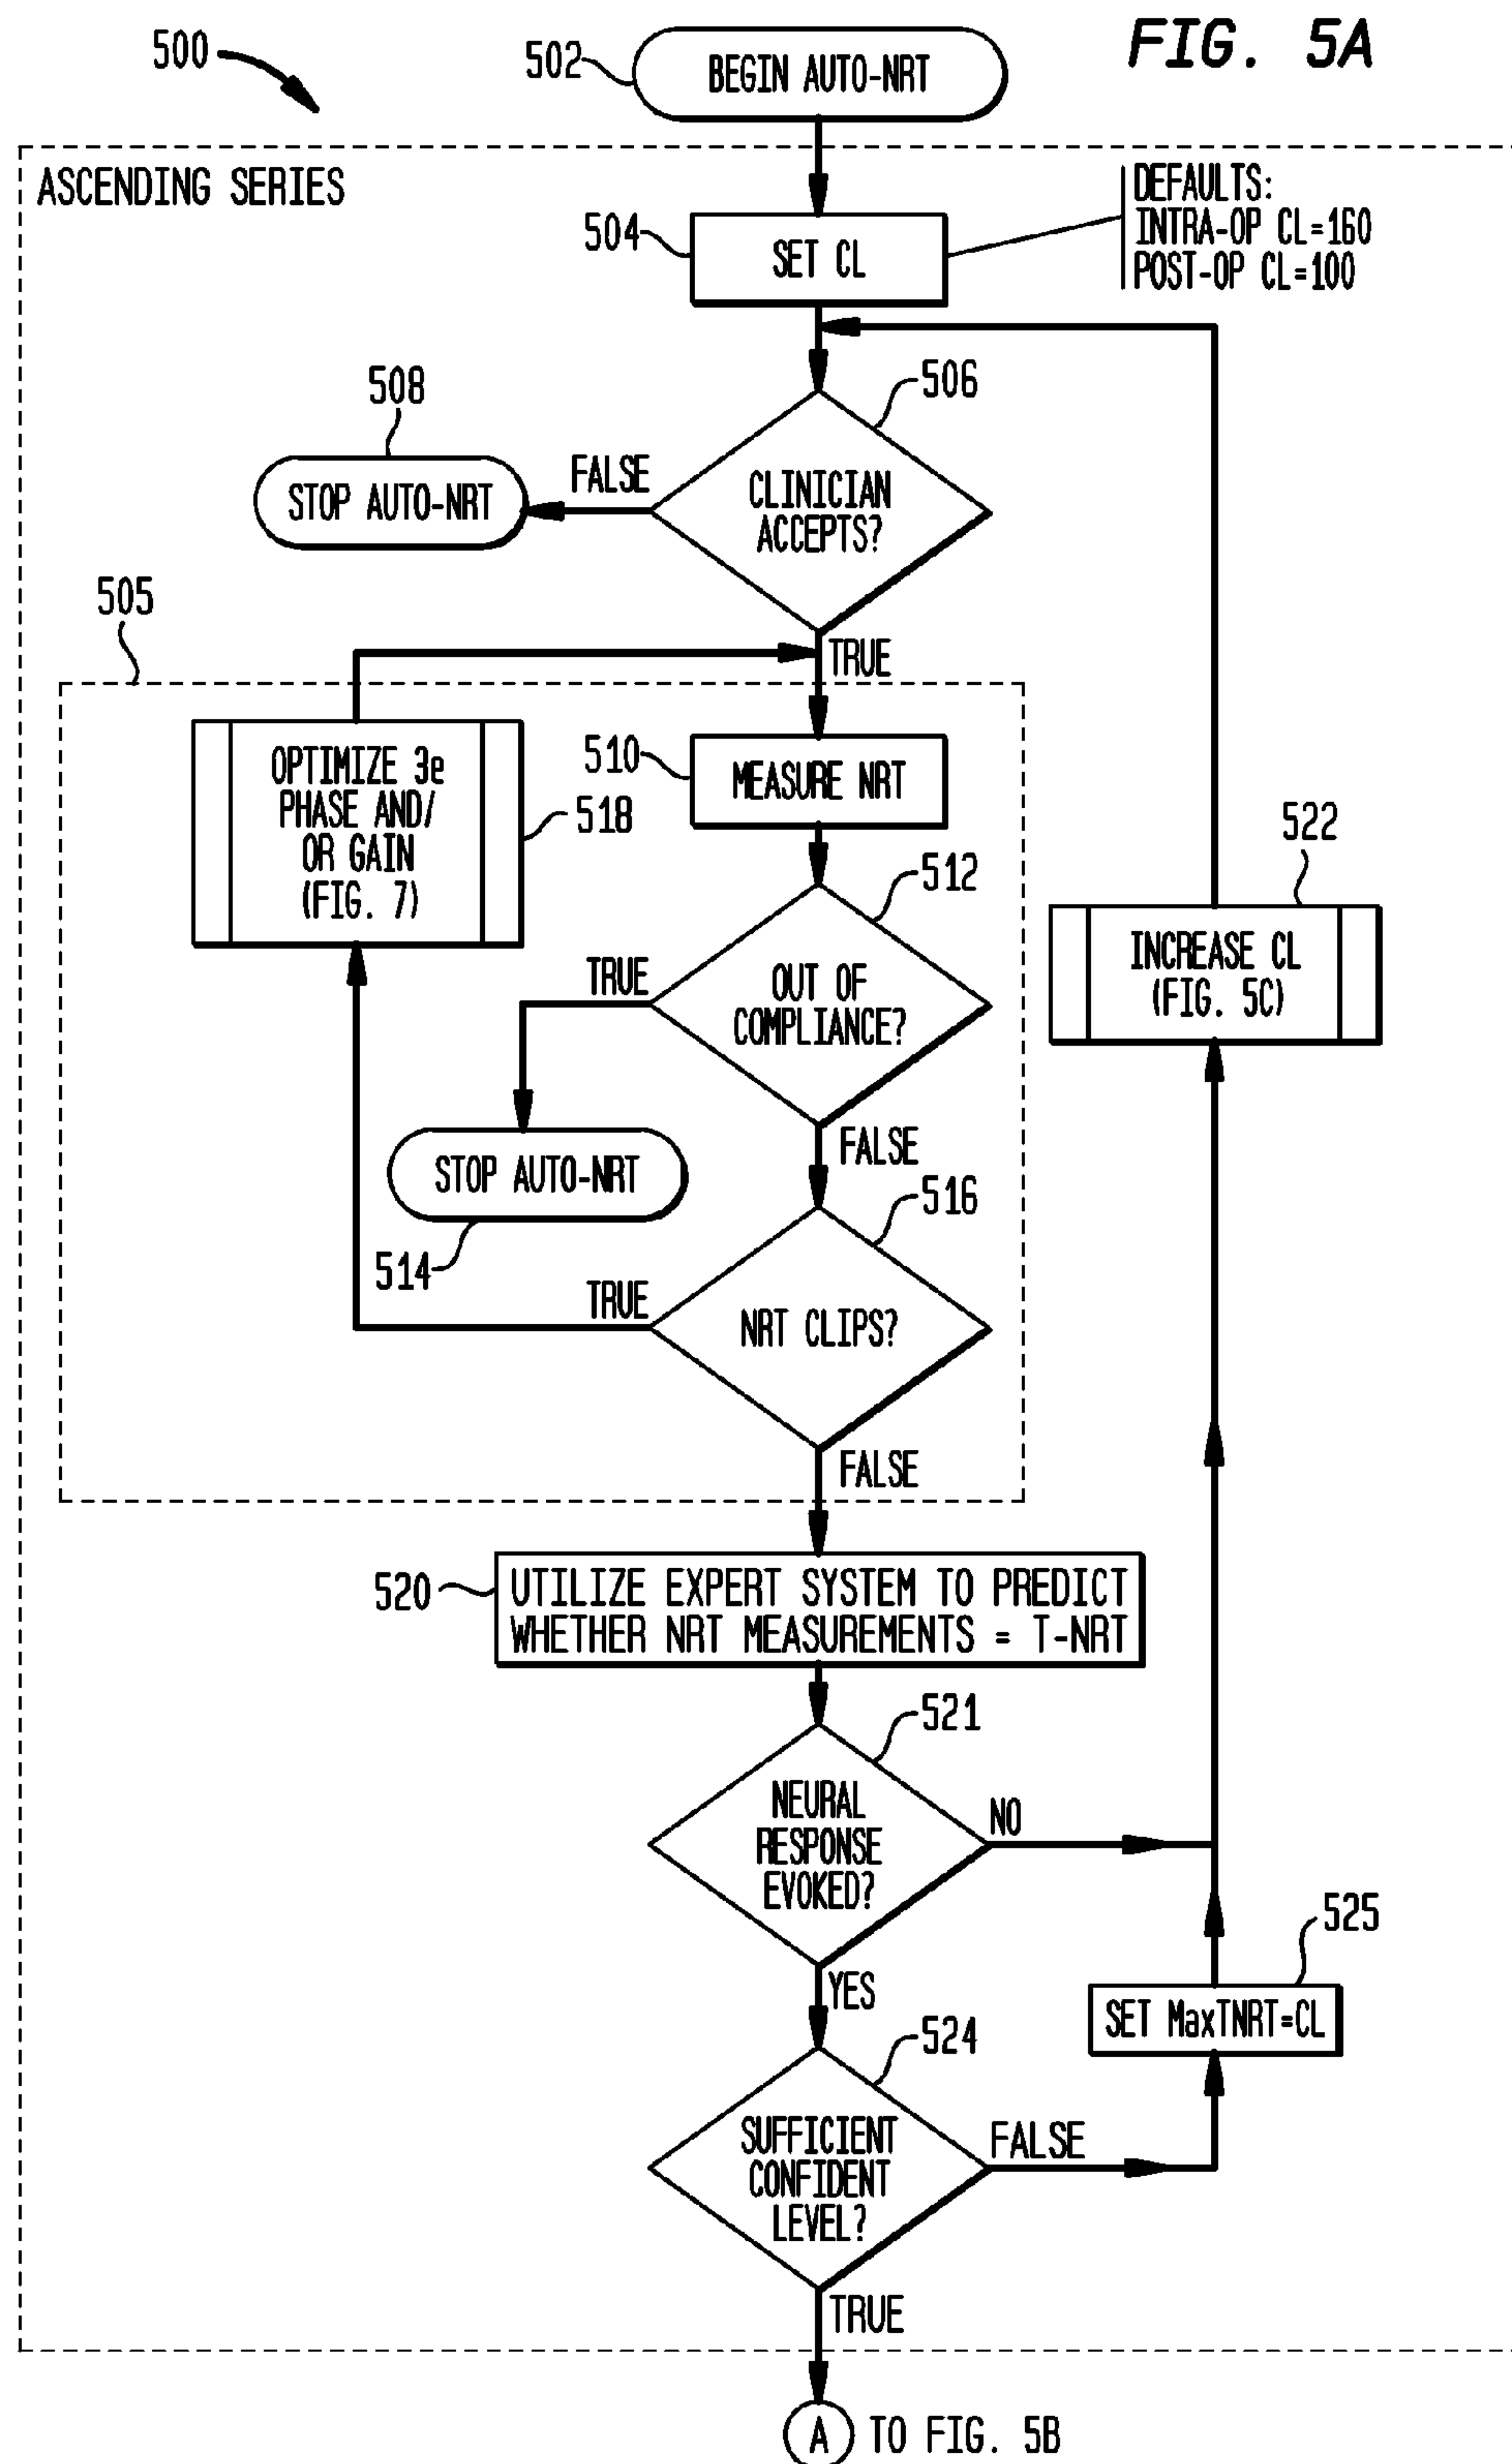 FIG. 5A
500
502
BEGIN AUTO-NRT
ASCENDING SERIES
504
SET CL
DEFAULTS:
INTRA-OP CL=160
POST-OP CL=100
506
508
FALSE
STOP AUTO-NRT
CLINICIAN
ACCEPTS?
505
TRUE
OPTIMIZE 3e
PHASE AND/
OR GAIN
(FIG. 7)
518
510
MEASURE NRT
522
INCREASE CL
(FIG. 5C)
512
TRUE
OUT OF
COMPLIANCE?
FALSE
STOP AUTO-NRT
514
516
TRUE
NRT CLIPS?
FALSE
520
UTILIZE EXPERT SYSTEM TO PREDICT
WHETHER NRT MEASUREMENTS = T-NRT
521
NEURAL
RESPONSE
EVOKED?
NO
YES
525
SET MaxTNRT=CL
524
SUFFICIENT
CONFIDENT
LEVEL?
FALSE
TRUE
A TO FIG. 5B